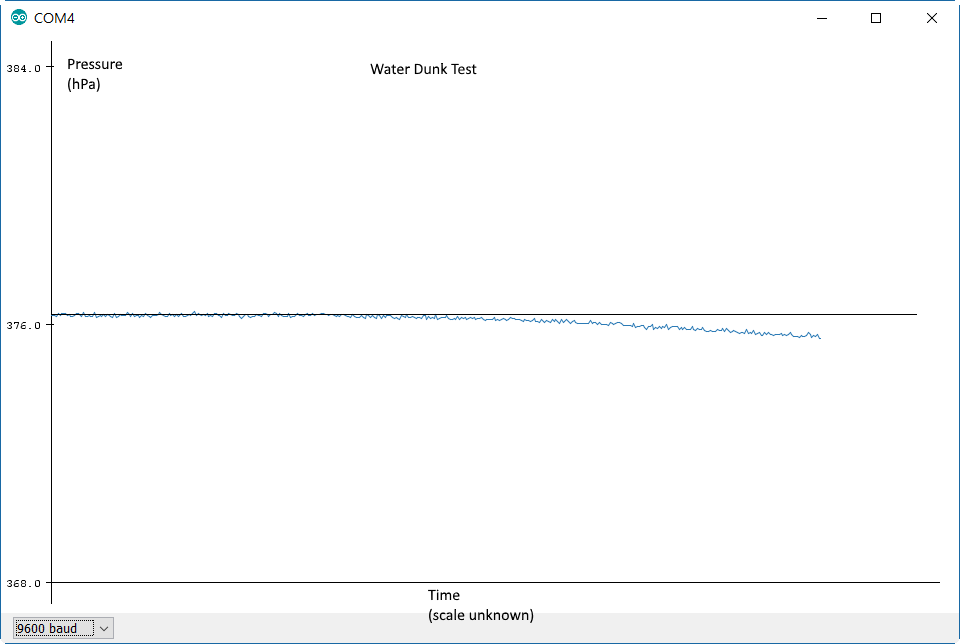 COM4
384.0
Pressure
(hPa)
Water Dunk Test
376.0
368.0
Time
(scale unknown)
9600 baud